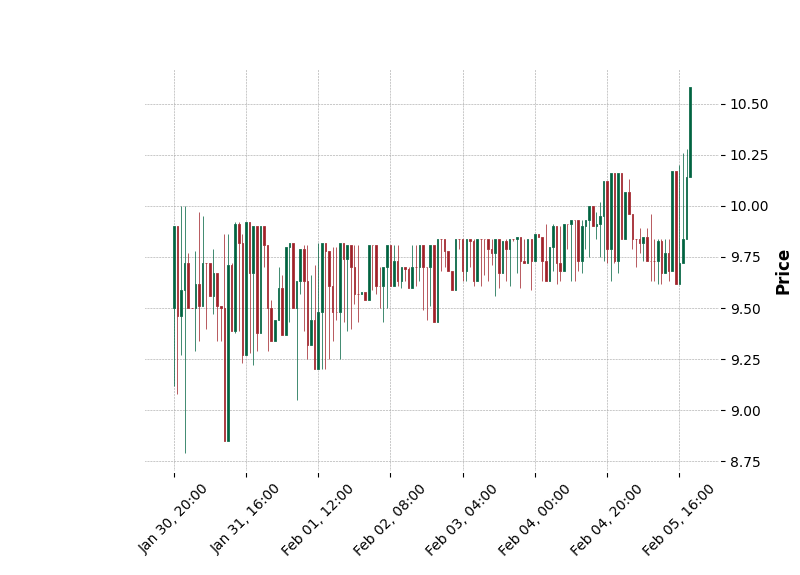 10.50
10.25
10.00
9.75
9.50
9.25
9.00
8.75
Price
Jan 30, 20:00
Jan 31, 16:00
Feb 01, 12:00
Feb 02, 08:00
Feb 03, 04:00
Feb 04, 00:00
Feb 04, 20:00
Feb 05, 16:00